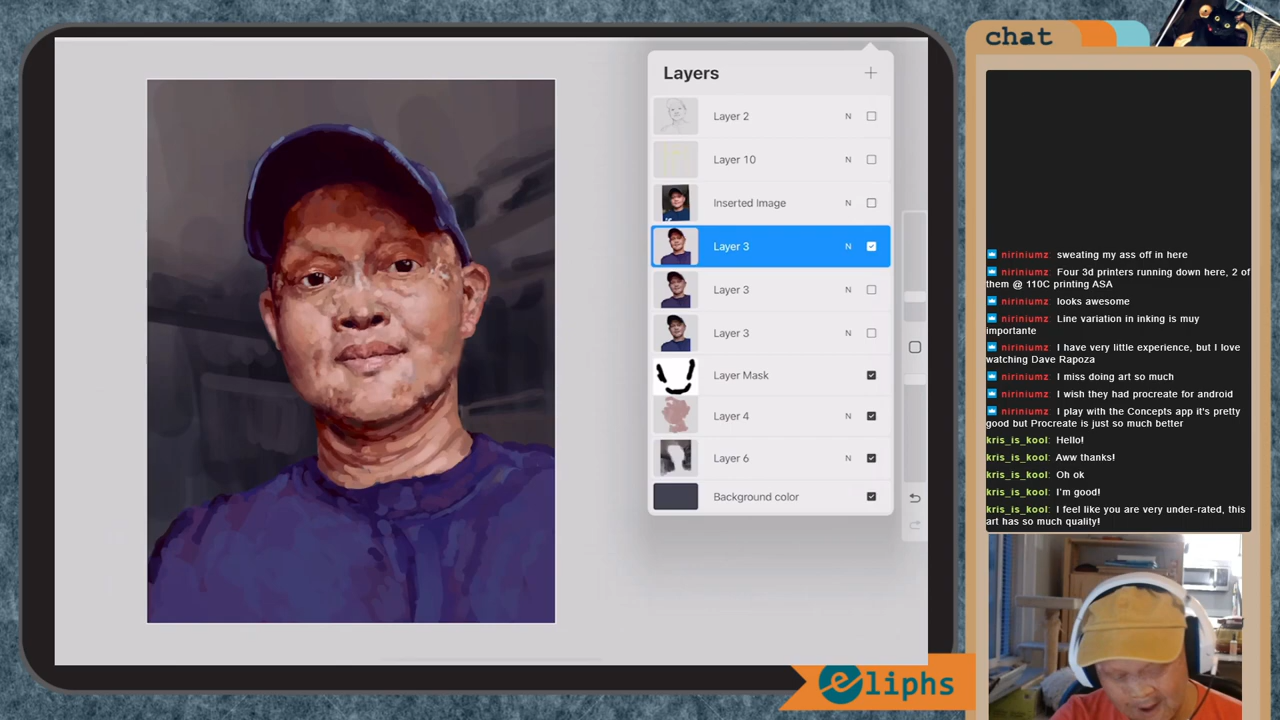 Layers
Layer 2 N
Layer 10 N
Inserted Image N
Layer 3 N
Layer 3 N
Layer 3 N
Layer Mask
Layer 4 N
Layer 6 N
Background color
eliphs
chat
niriniumz sweating my ass off in here
niriniumz Four 3d printers running down here, 2 of
them @ 110C printing ASA
niriniumz looks awesome
niriniumz Line variation in inking is muy
importante
niriniumz I have very little experience, but I love
watching Dave Rapoza
niriniumz I miss doing art so much
niriniumz I wish they had procreate for android
niriniumz I play with the Concepts app it's pretty
good but Procreate is just so much better
kris_is_kool: Hello!
kris_is_kool: Aww thanks!
kris_is_kool: Oh ok
kris_is_kool: I'm good!
kris_is_kool: I feel like you are very under-rated, this
art has so much quality!